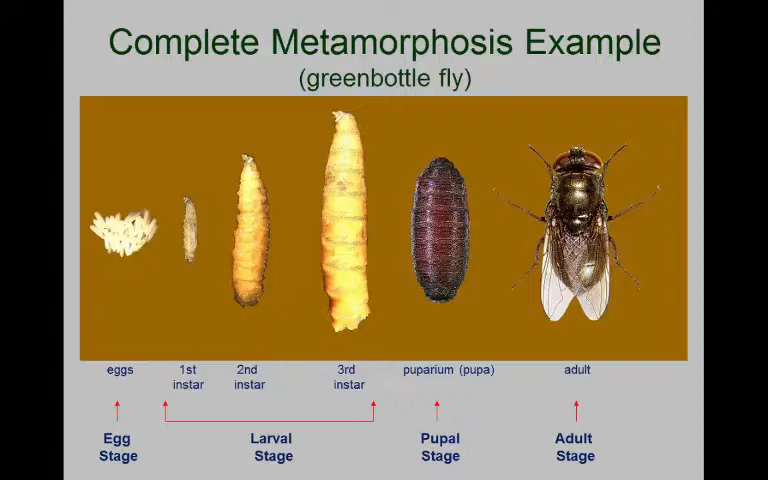 Complete Metamorphosis Example
(greenbottle fly)
eggs
1st
instar
2nd
instar
3rd
instar
puparium (pupa)
adult
Egg
Stage
Larval
Stage
Pupal
Stage
Adult
Stage